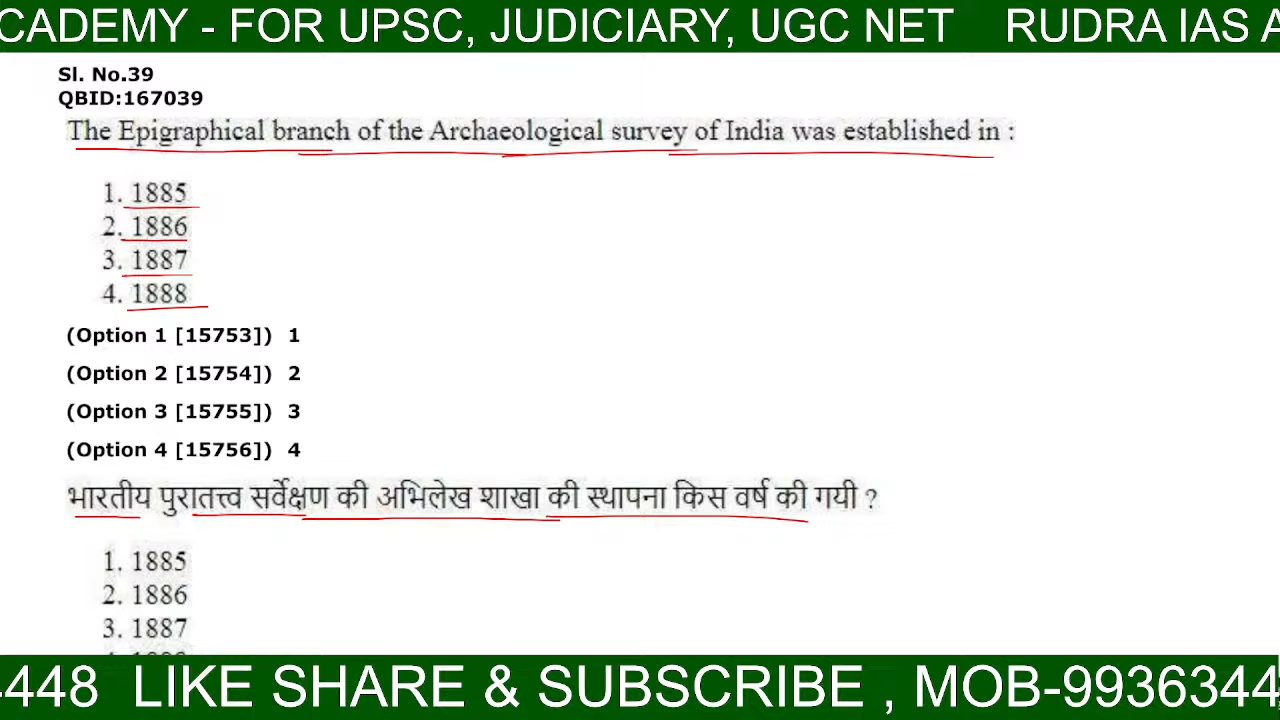 CADEMY - FOR UPSC, JUDICIARY, UGC NET RUDRA IAS A
Sl. No.39
QBID:167039
The Epigraphical branch of the Archaeological survey of India was established in :
1. 1885
2. 1886
3. 1887
4. 1888
(Option 1 [15753]) 1
(Option 2 [15754]) 2
(Option 3 [15755]) 3
(Option 4 [15756]) 4
भारतीय पुरातत्त्व सर्वेक्षण की अभिलेख शाखा की स्थापना किस वर्ष की गयी ?
1. 1885
2. 1886
3. 1887
4448 LIKE SHARE & SUBSCRIBE , MOB-9936344